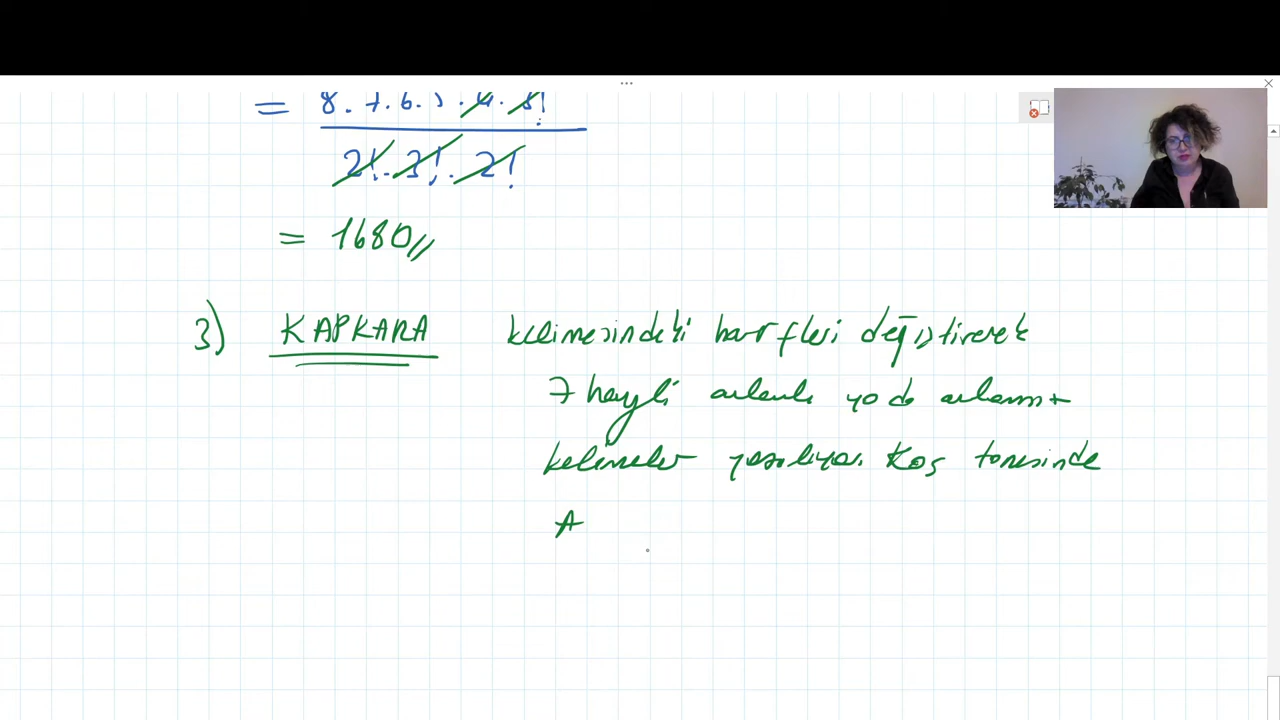 = 8.7.6.5.4.3!
2!.3!.2!
= 1680//
3) KAPKARA kelimesindeki harfleri değiştirerek
7 harfli anlamlı ya da anlamsız
kelimeler yazılıyor. Kaç tanesinde
A